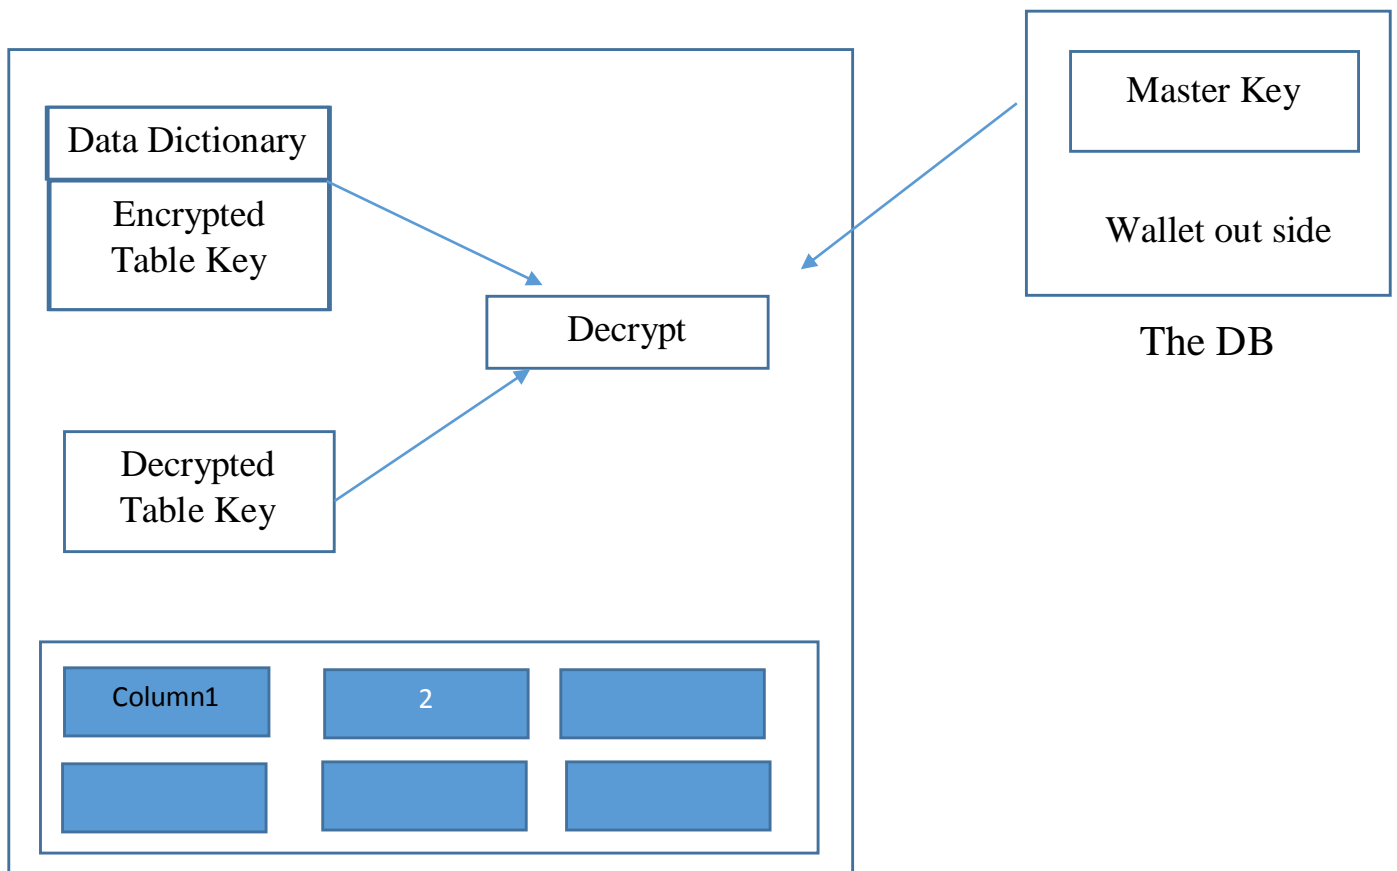 Data Dictionary
Encrypted
Table Key
Decrypt
Decrypted
Table Key
Column1
2
Master Key
Wallet out side
The DB